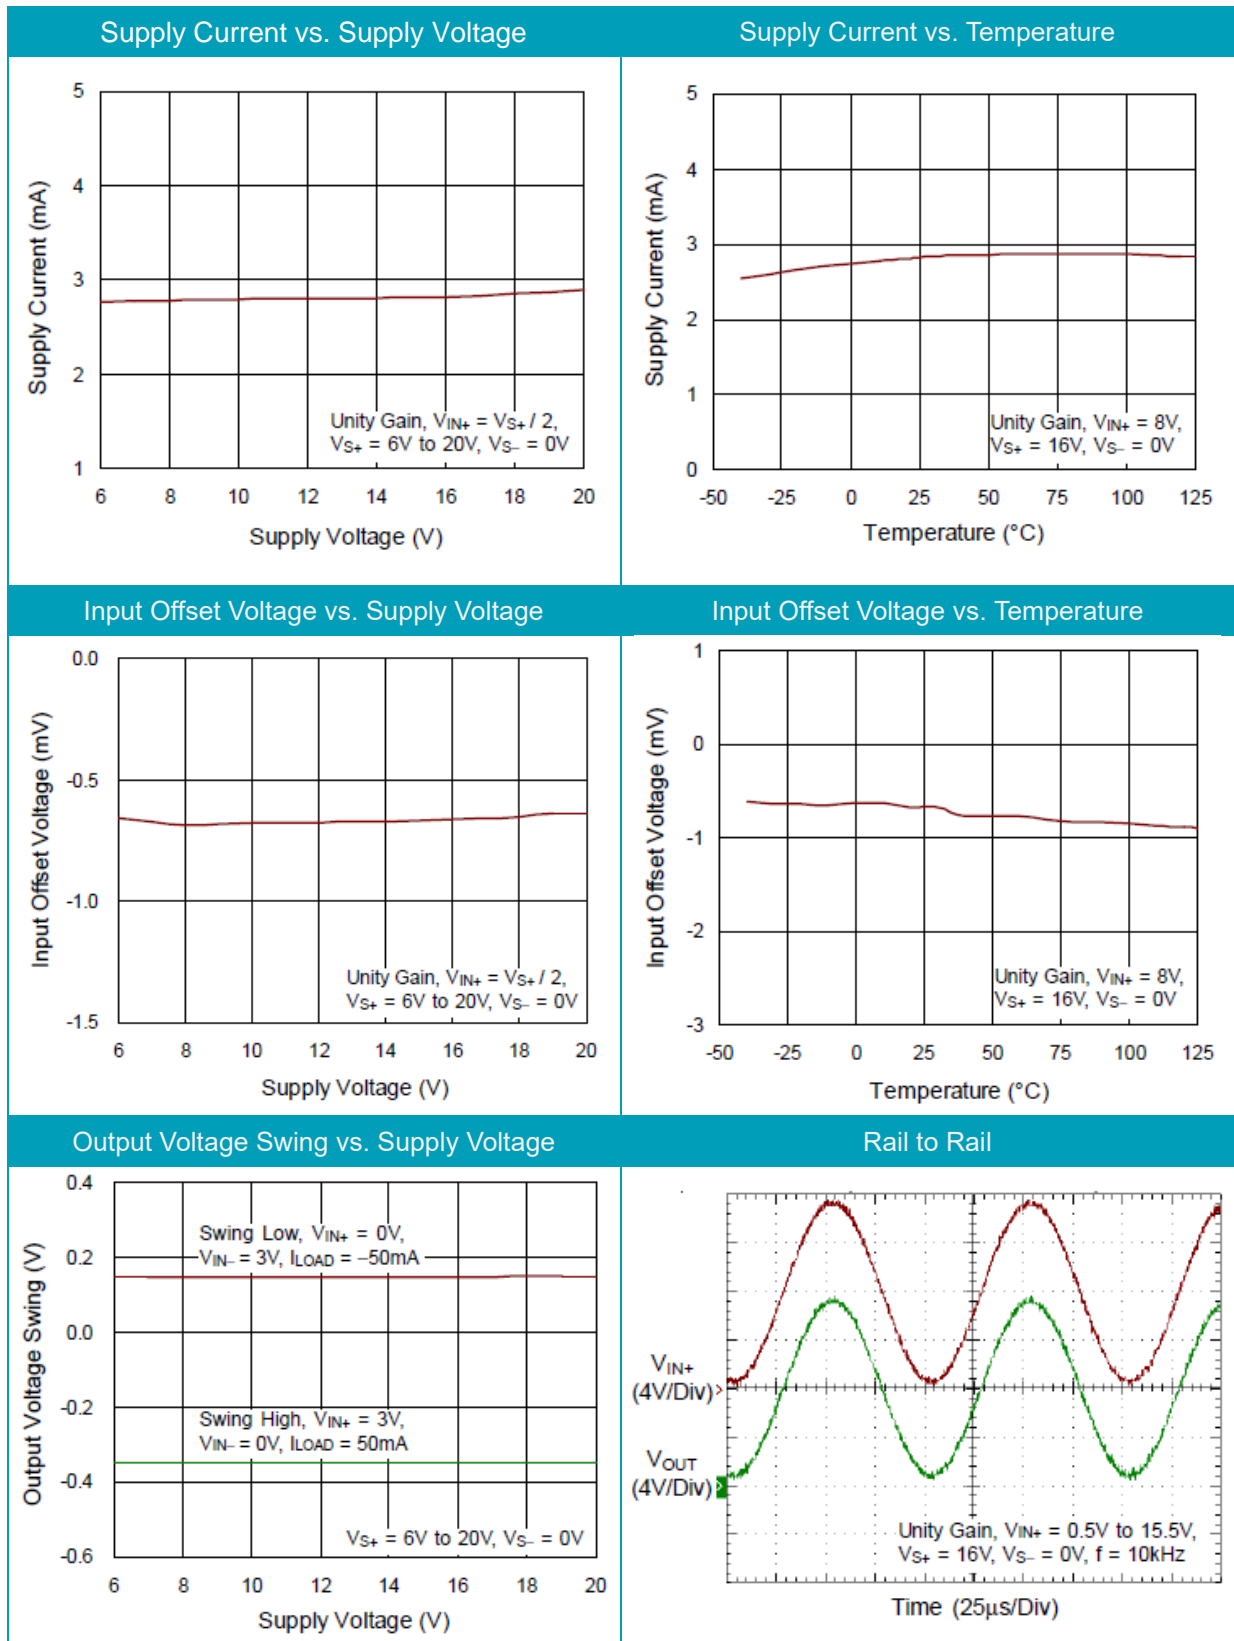 Supply Current vs. Supply Voltage
5
4
3
2
1
Supply Current (mA)
Unity Gain, VIN+ = VS+ / 2,
VS+ = 6V to 20V, VS– = 0V
6 8 10 12 14 16 18 20
Supply Voltage (V)
Supply Current vs. Temperature
5
4
3
2
1
0
Supply Current (mA)
Unity Gain, VIN+ = 8V,
VS+ = 16V, VS– = 0V
-50 -25 0 25 50 75 100 125
Temperature (°C)
Input Offset Voltage vs. Supply Voltage
0.0
-0.5
-1.0
-1.5
Input Offset Voltage (mV)
Unity Gain, VIN+ = VS+ / 2,
VS+ = 6V to 20V, VS– = 0V
6 8 10 12 14 16 18 20
Supply Voltage (V)
Input Offset Voltage vs. Temperature
1
0
-1
-2
-3
Input Offset Voltage (mV)
Unity Gain, VIN+ = 8V,
VS+ = 16V, VS– = 0V
-50 -25 0 25 50 75 100 125
Temperature (°C)
Output Voltage Swing vs. Supply Voltage
0.4
0.2
0.0
-0.2
-0.4
-0.6
Output Voltage Swing (V)
Swing Low, VIN+ = 0V,
VIN– = 3V, ILOAD = –50mA
Swing High, VIN+ = 3V,
VIN– = 0V, ILOAD = 50mA
VS+ = 6V to 20V, VS– = 0V
6 8 10 12 14 16 18 20
Supply Voltage (V)
Rail to Rail
VIN+
(4V/Div)
VOUT
(4V/Div)
Unity Gain, VIN+ = 0.5V to 15.5V,
VS+ = 16V, VS– = 0V, f = 10kHz
Time (25μs/Div)